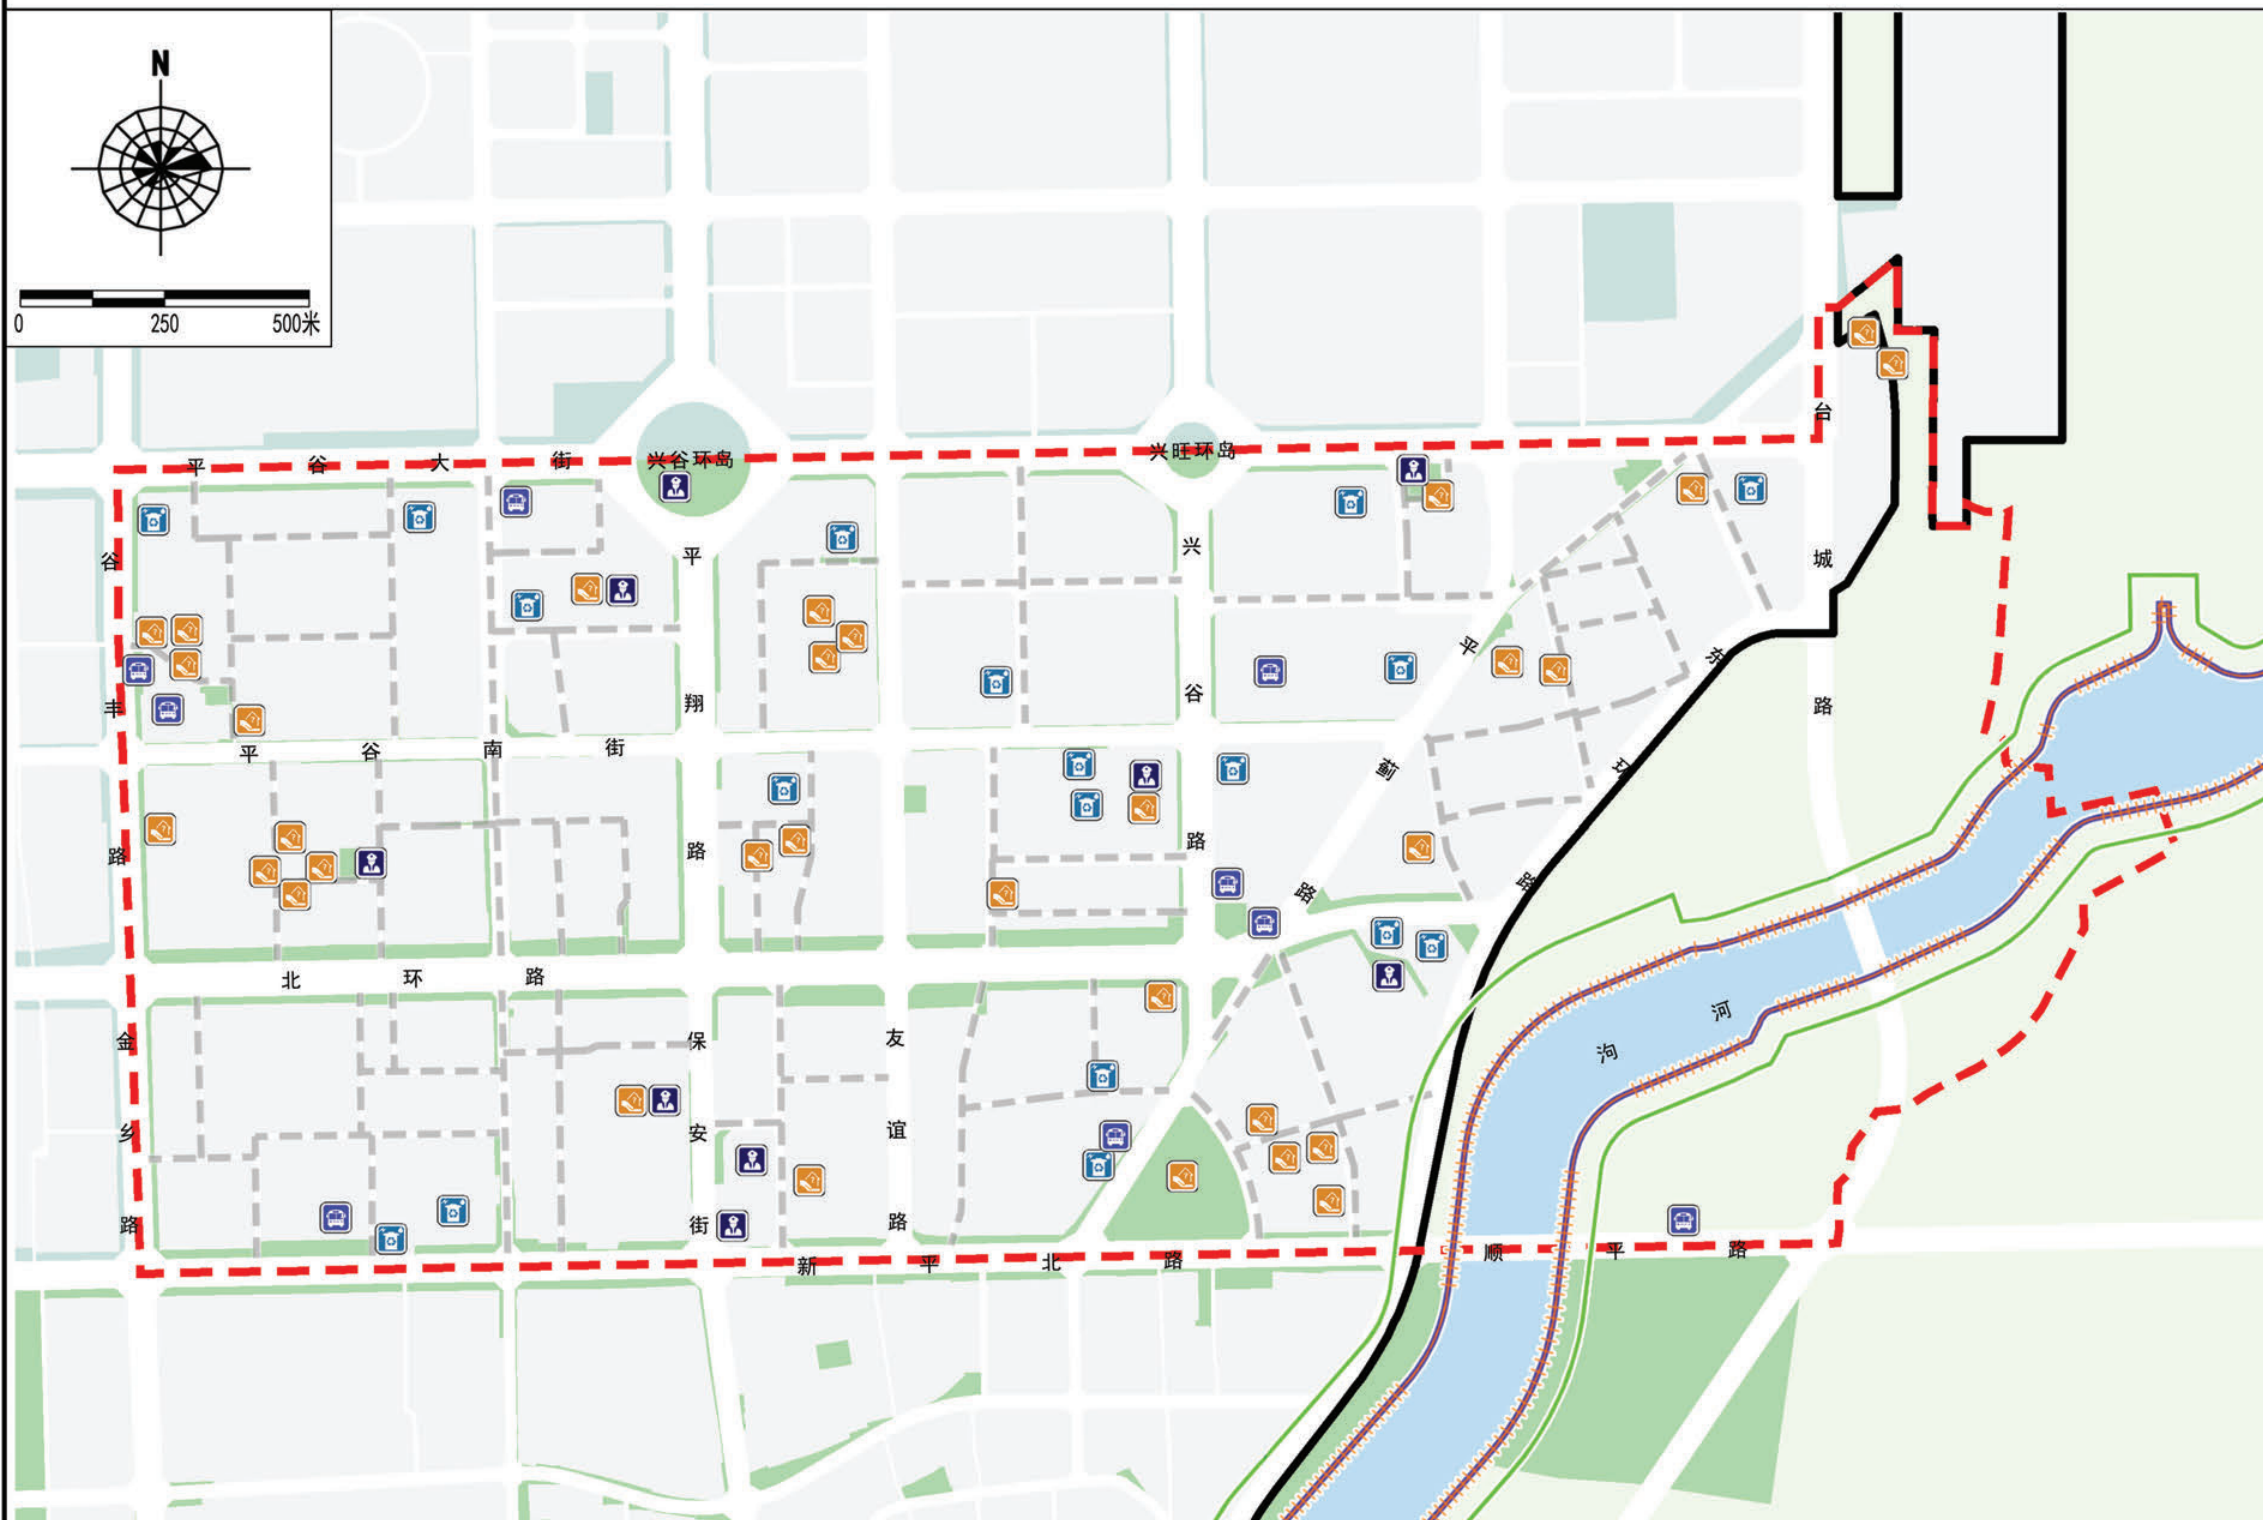 N
0 250 500米
平谷大街
兴谷环岛
兴旺环岛
台城路
谷丰路
平翔路
兴谷路
平蓟路
东环路
平谷南街
北环路
金乡路
保安街
友谊路
洵河
新平北路
顺平路